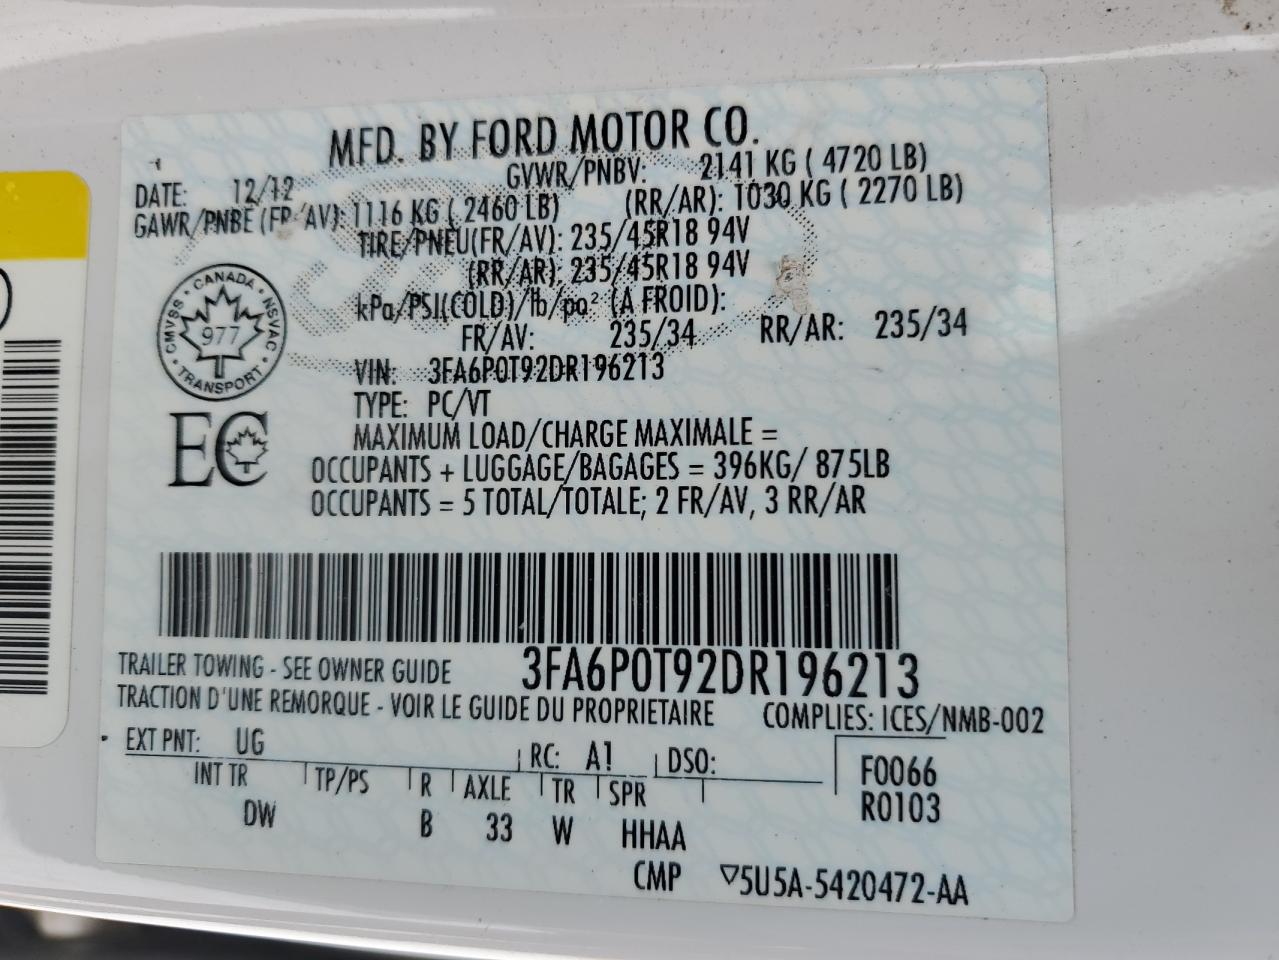 MFD. BY FORD MOTOR CO.
DATE: 12/12 GVWR/PNBV: 2141 KG ( 4720 LB)
GAWR/PNBE (FR/AV): 1116 KG ( 2460 LB) (RR/AR): 1030 KG ( 2270 LB)
TIRE/PNEU(FR/AV): 235/45R18 94V
(RR/AR): 235/45R18 94V
kPa/PSI(COLD)/lb/po² (A FROID):
FR/AV: 235/34 RR/AR: 235/34
CMVSS • CANADA • NSVAC • TRANSPORT •
977
VIN: 3FA6P0T92DR196213
TYPE: PC/VT
EC
MAXIMUM LOAD/CHARGE MAXIMALE =
OCCUPANTS + LUGGAGE/BAGAGES = 396KG/ 875LB
OCCUPANTS = 5 TOTAL/TOTALE; 2 FR/AV, 3 RR/AR
TRAILER TOWING - SEE OWNER GUIDE 3FA6P0T92DR196213
TRACTION D'UNE REMORQUE - VOIR LE GUIDE DU PROPRIETAIRE COMPLIES: ICES/NMB-002
EXT PNT: UG RC: A1 DSO: F0066
INT TR TP/PS R AXLE TR SPR R0103
DW B 33 W HHAA
CMP ▽5U5A-5420472-AA